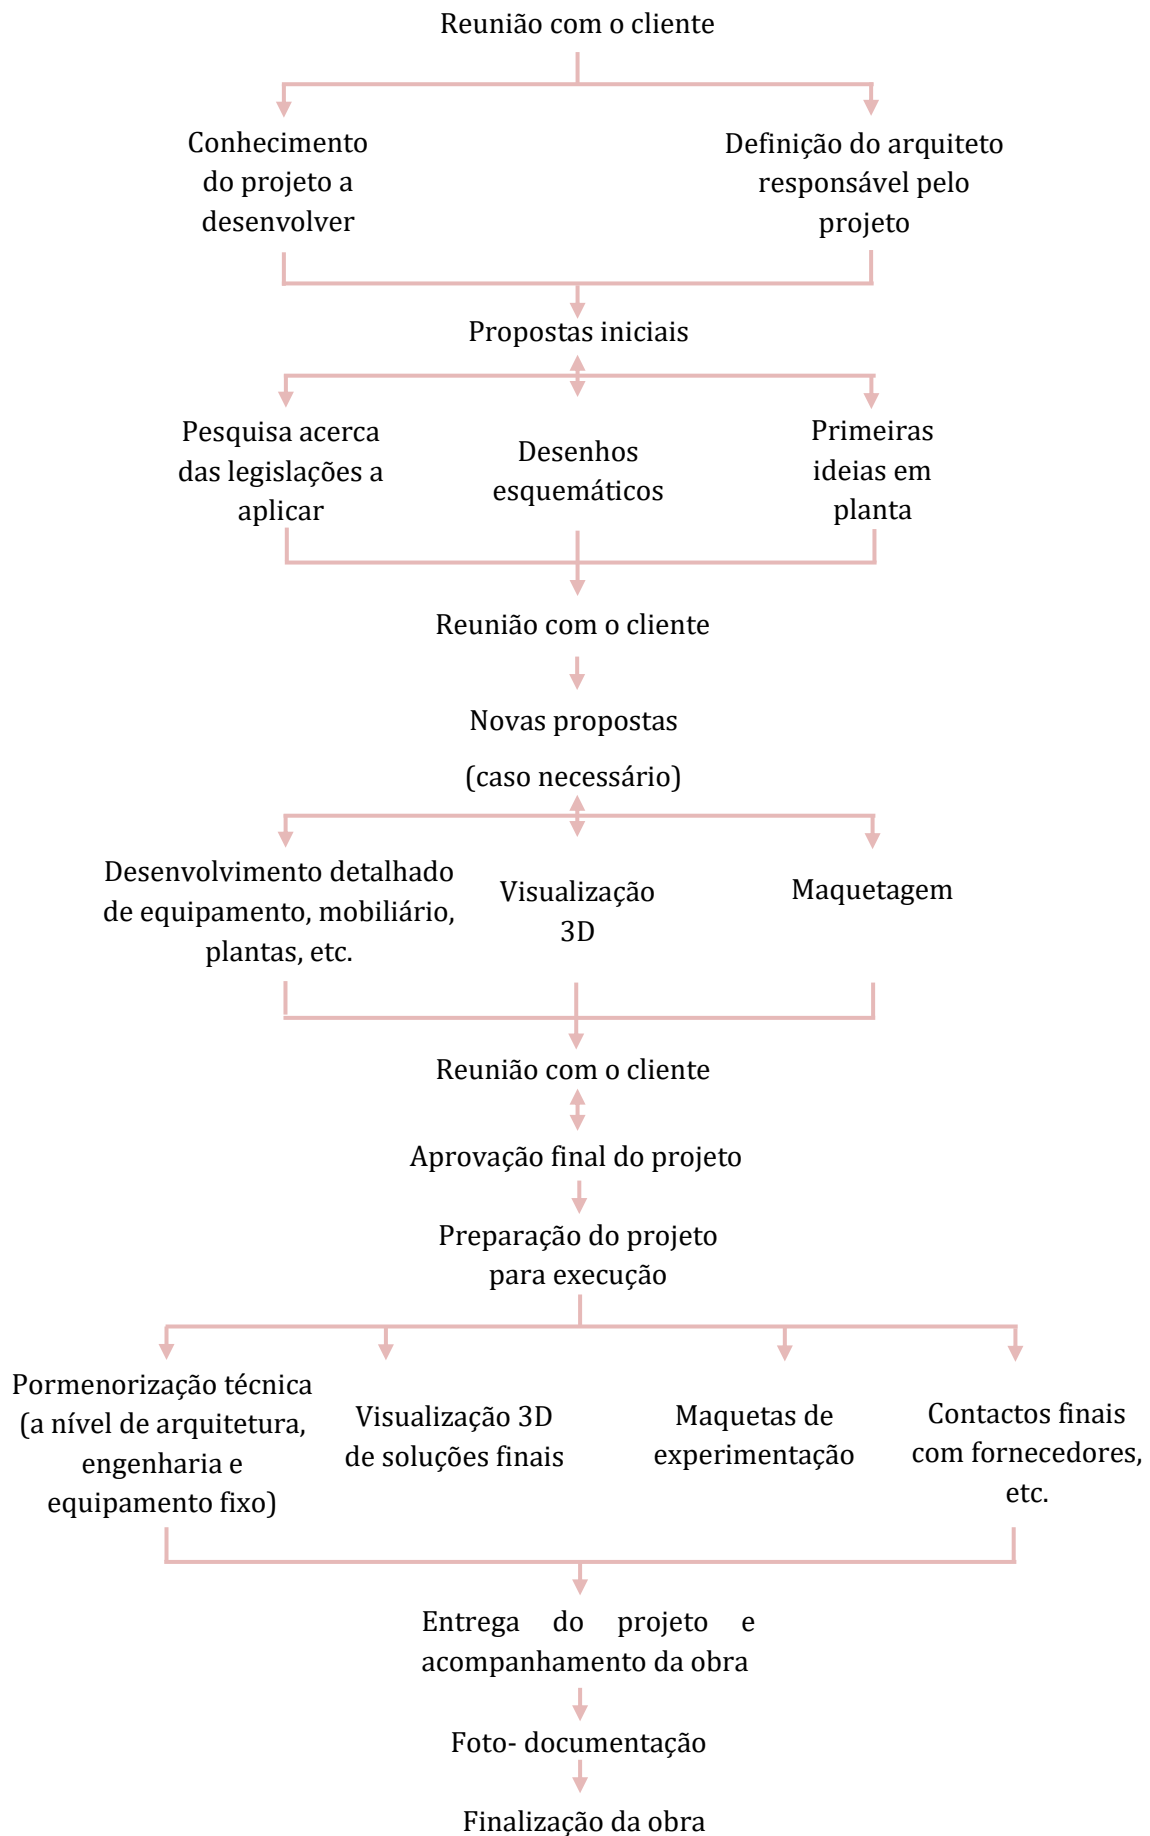 Reunião com o cliente
Conhecimento
do projeto a
desenvolver
Definição do arquiteto
responsável pelo
projeto
Propostas iniciais
Pesquisa acerca
das legislações a
aplicar
Desenhos
esquemáticos
Primeiras
ideias em
planta
Reunião com o cliente
Novas propostas
(caso necessário)
Desenvolvimento detalhado
de equipamento, mobiliário,
plantas, etc.
Visualização
3D
Maquetagem
Reunião com o cliente
Aprovação final do projeto
Preparação do projeto
para execução
Pormenorização técnica
(a nível de arquitetura,
engenharia e
equipamento fixo)
Visualização 3D
de soluções finais
Maquetas de
experimentação
Contactos finais
com fornecedores,
etc.
Entrega do projeto e
acompanhamento da obra
Foto- documentação
Finalização da obra